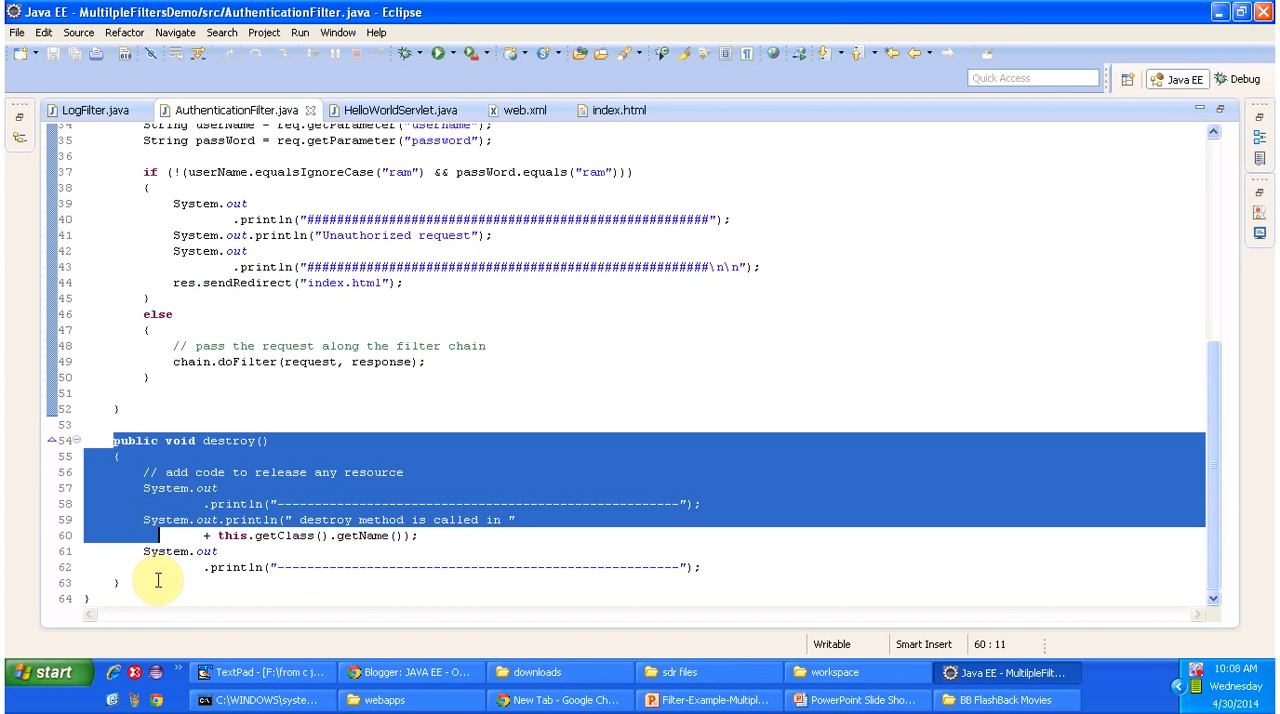 Java EE - MultilpleFiltersDemo/src/AuthenticationFilter.java - Eclipse
File Edit Source Refactor Navigate Search Project Run Window Help
Quick Access
Java EE
Debug
LogFilter.java AuthenticationFilter.java HelloWorldServlet.java web.xml index.html
34 String userName = req.getParameter("username");
35 String passWord = req.getParameter("password");
36
37 if (!(userName.equalsIgnoreCase("ram") && passWord.equals("ram")))
38 {
39 System.out
40 .println("######################################################");
41 System.out.println("Unauthorized request");
42 System.out
43 .println("######################################################\n\n");
44 res.sendRedirect("index.html");
45 }
46 else
47 {
48 // pass the request along the filter chain
49 chain.doFilter(request, response);
50 }
51
52 }
53
54 public void destroy()
55 {
56 // add code to release any resource
57 System.out
58 .println("------------------------------------------------------");
59 System.out.println(" destroy method is called in "
60 + this.getClass().getName());
61 System.out
62 .println("------------------------------------------------------");
63 }
64 }
Writable Smart Insert 60 : 11
start
TextPad - [F:\from c j...
Blogger: JAVA EE - O...
downloads
sdr files
workspace
Java EE - MultilpleFilt...
10:08 AM
C:\WINDOWS\syste...
webapps
New Tab - Google Ch...
Filter-Example-Multipl...
PowerPoint Slide Sho...
BB FlashBack Movies
Wednesday
4/30/2014